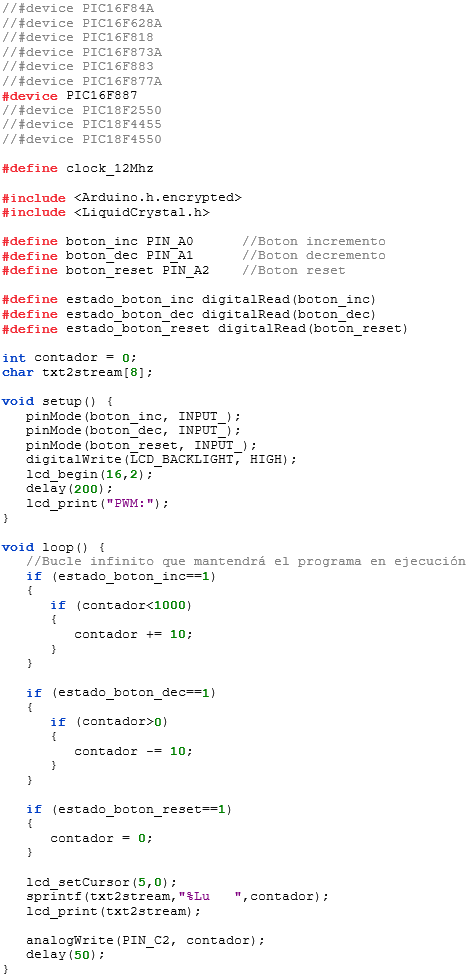 //#device PIC16F84A
//#device PIC16F628A
//#device PIC16F818
//#device PIC16F873A
//#device PIC16F883
//#device PIC16F877A
#device PIC16F887
//#device PIC18F2550
//#device PIC18F4455
//#device PIC18F4550

#define clock_12Mhz

#include <Arduino.h.encrypted>
#include <LiquidCrystal.h>

#define boton_inc PIN_A0      //Boton incremento
#define boton_dec PIN_A1      //Boton decremento
#define boton_reset PIN_A2    //Boton reset

#define estado_boton_inc digitalRead(boton_inc)
#define estado_boton_dec digitalRead(boton_dec)
#define estado_boton_reset digitalRead(boton_reset)

int contador = 0;
char txt2stream[8];

void setup() {
   pinMode(boton_inc, INPUT_);
   pinMode(boton_dec, INPUT_);
   pinMode(boton_reset, INPUT_);
   digitalWrite(LCD_BACKLIGHT, HIGH);
   lcd_begin(16,2);
   delay(200);
   lcd_print("PWM:");
}

void loop() {
   //Bucle infinito que mantendrá el programa en ejecución
   if (estado_boton_inc==1)
   {
      if (contador<1000)
      {
         contador += 10;
      }
   }

   if (estado_boton_dec==1)
   {
      if (contador>0)
      {
         contador -= 10;
      }
   }

   if (estado_boton_reset==1)
   {
      contador = 0;
   }

   lcd_setCursor(5,0);
   sprintf(txt2stream,"%Lu   ",contador);
   lcd_print(txt2stream);

   analogWrite(PIN_C2, contador);
   delay(50);
}